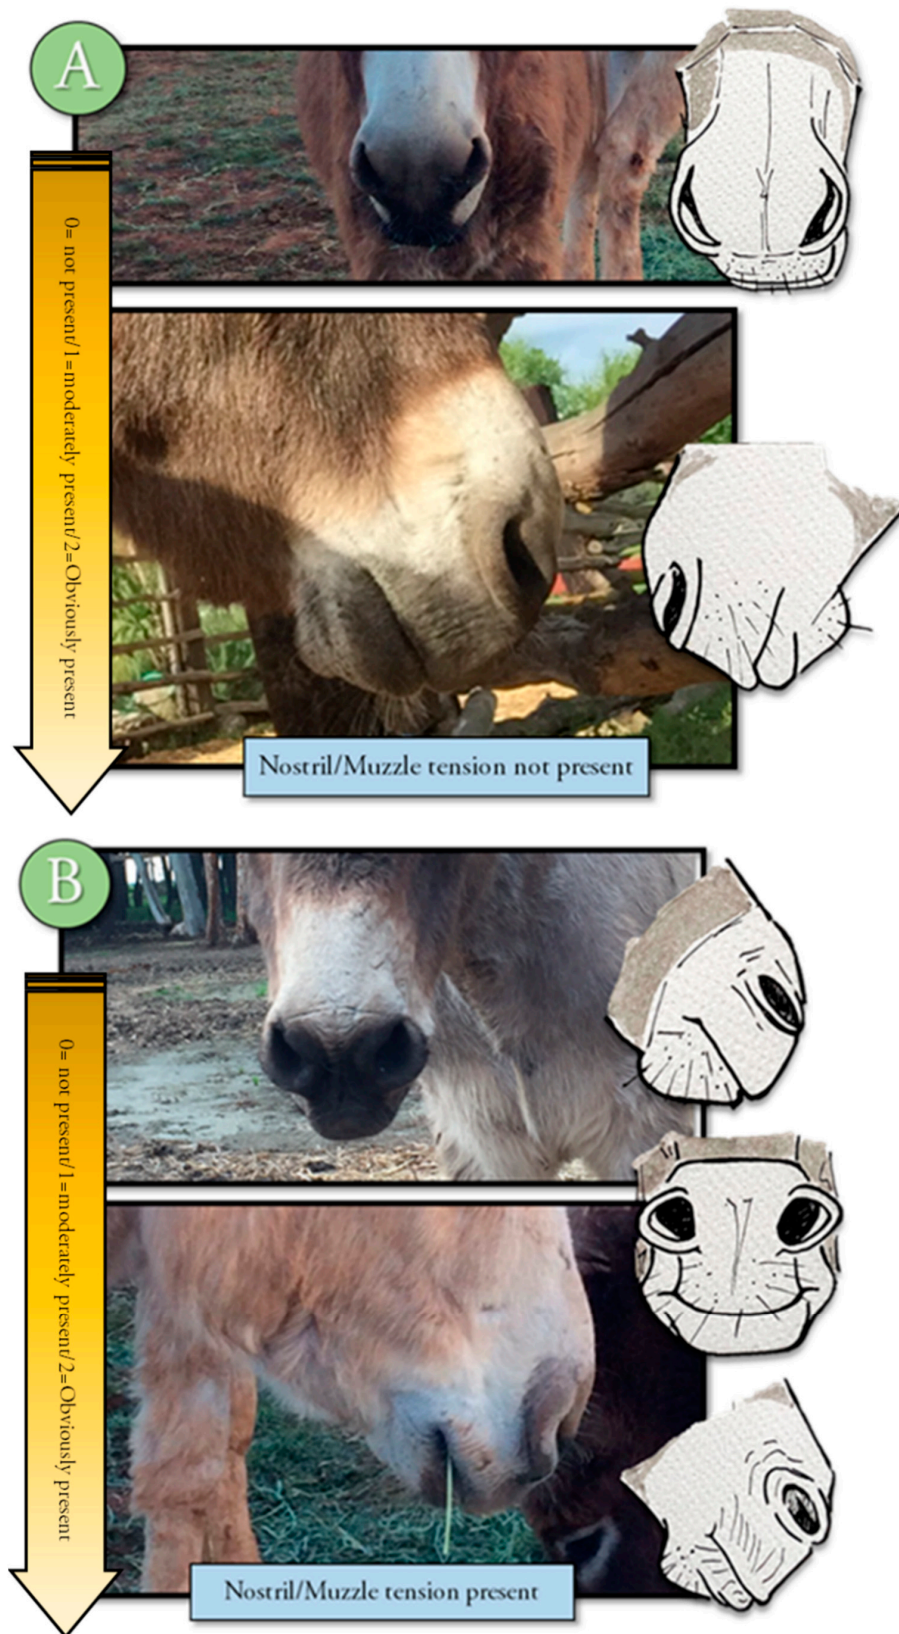 A
0= not present/1=moderately present/2=Obviously present
Nostril/Muzzle tension not present
B
0= not present/1=moderately present/2=Obviously present
Nostril/Muzzle tension present